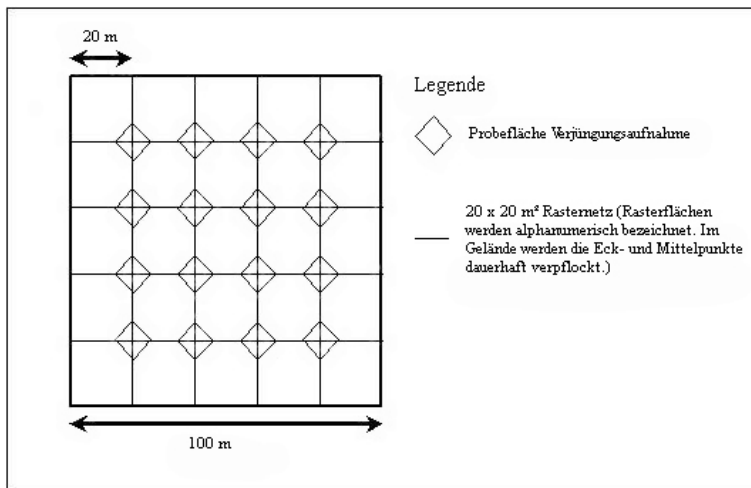 20 m
Legende
Probefläche Verjüngungsaufnahme
20 x 20 m² Rasternetz (Rasterflächen
werden alphanumerisch bezeichnet. Im
Gelände werden die Eck- und Mittelpunkte
dauerhaft verpflockt.)
100 m